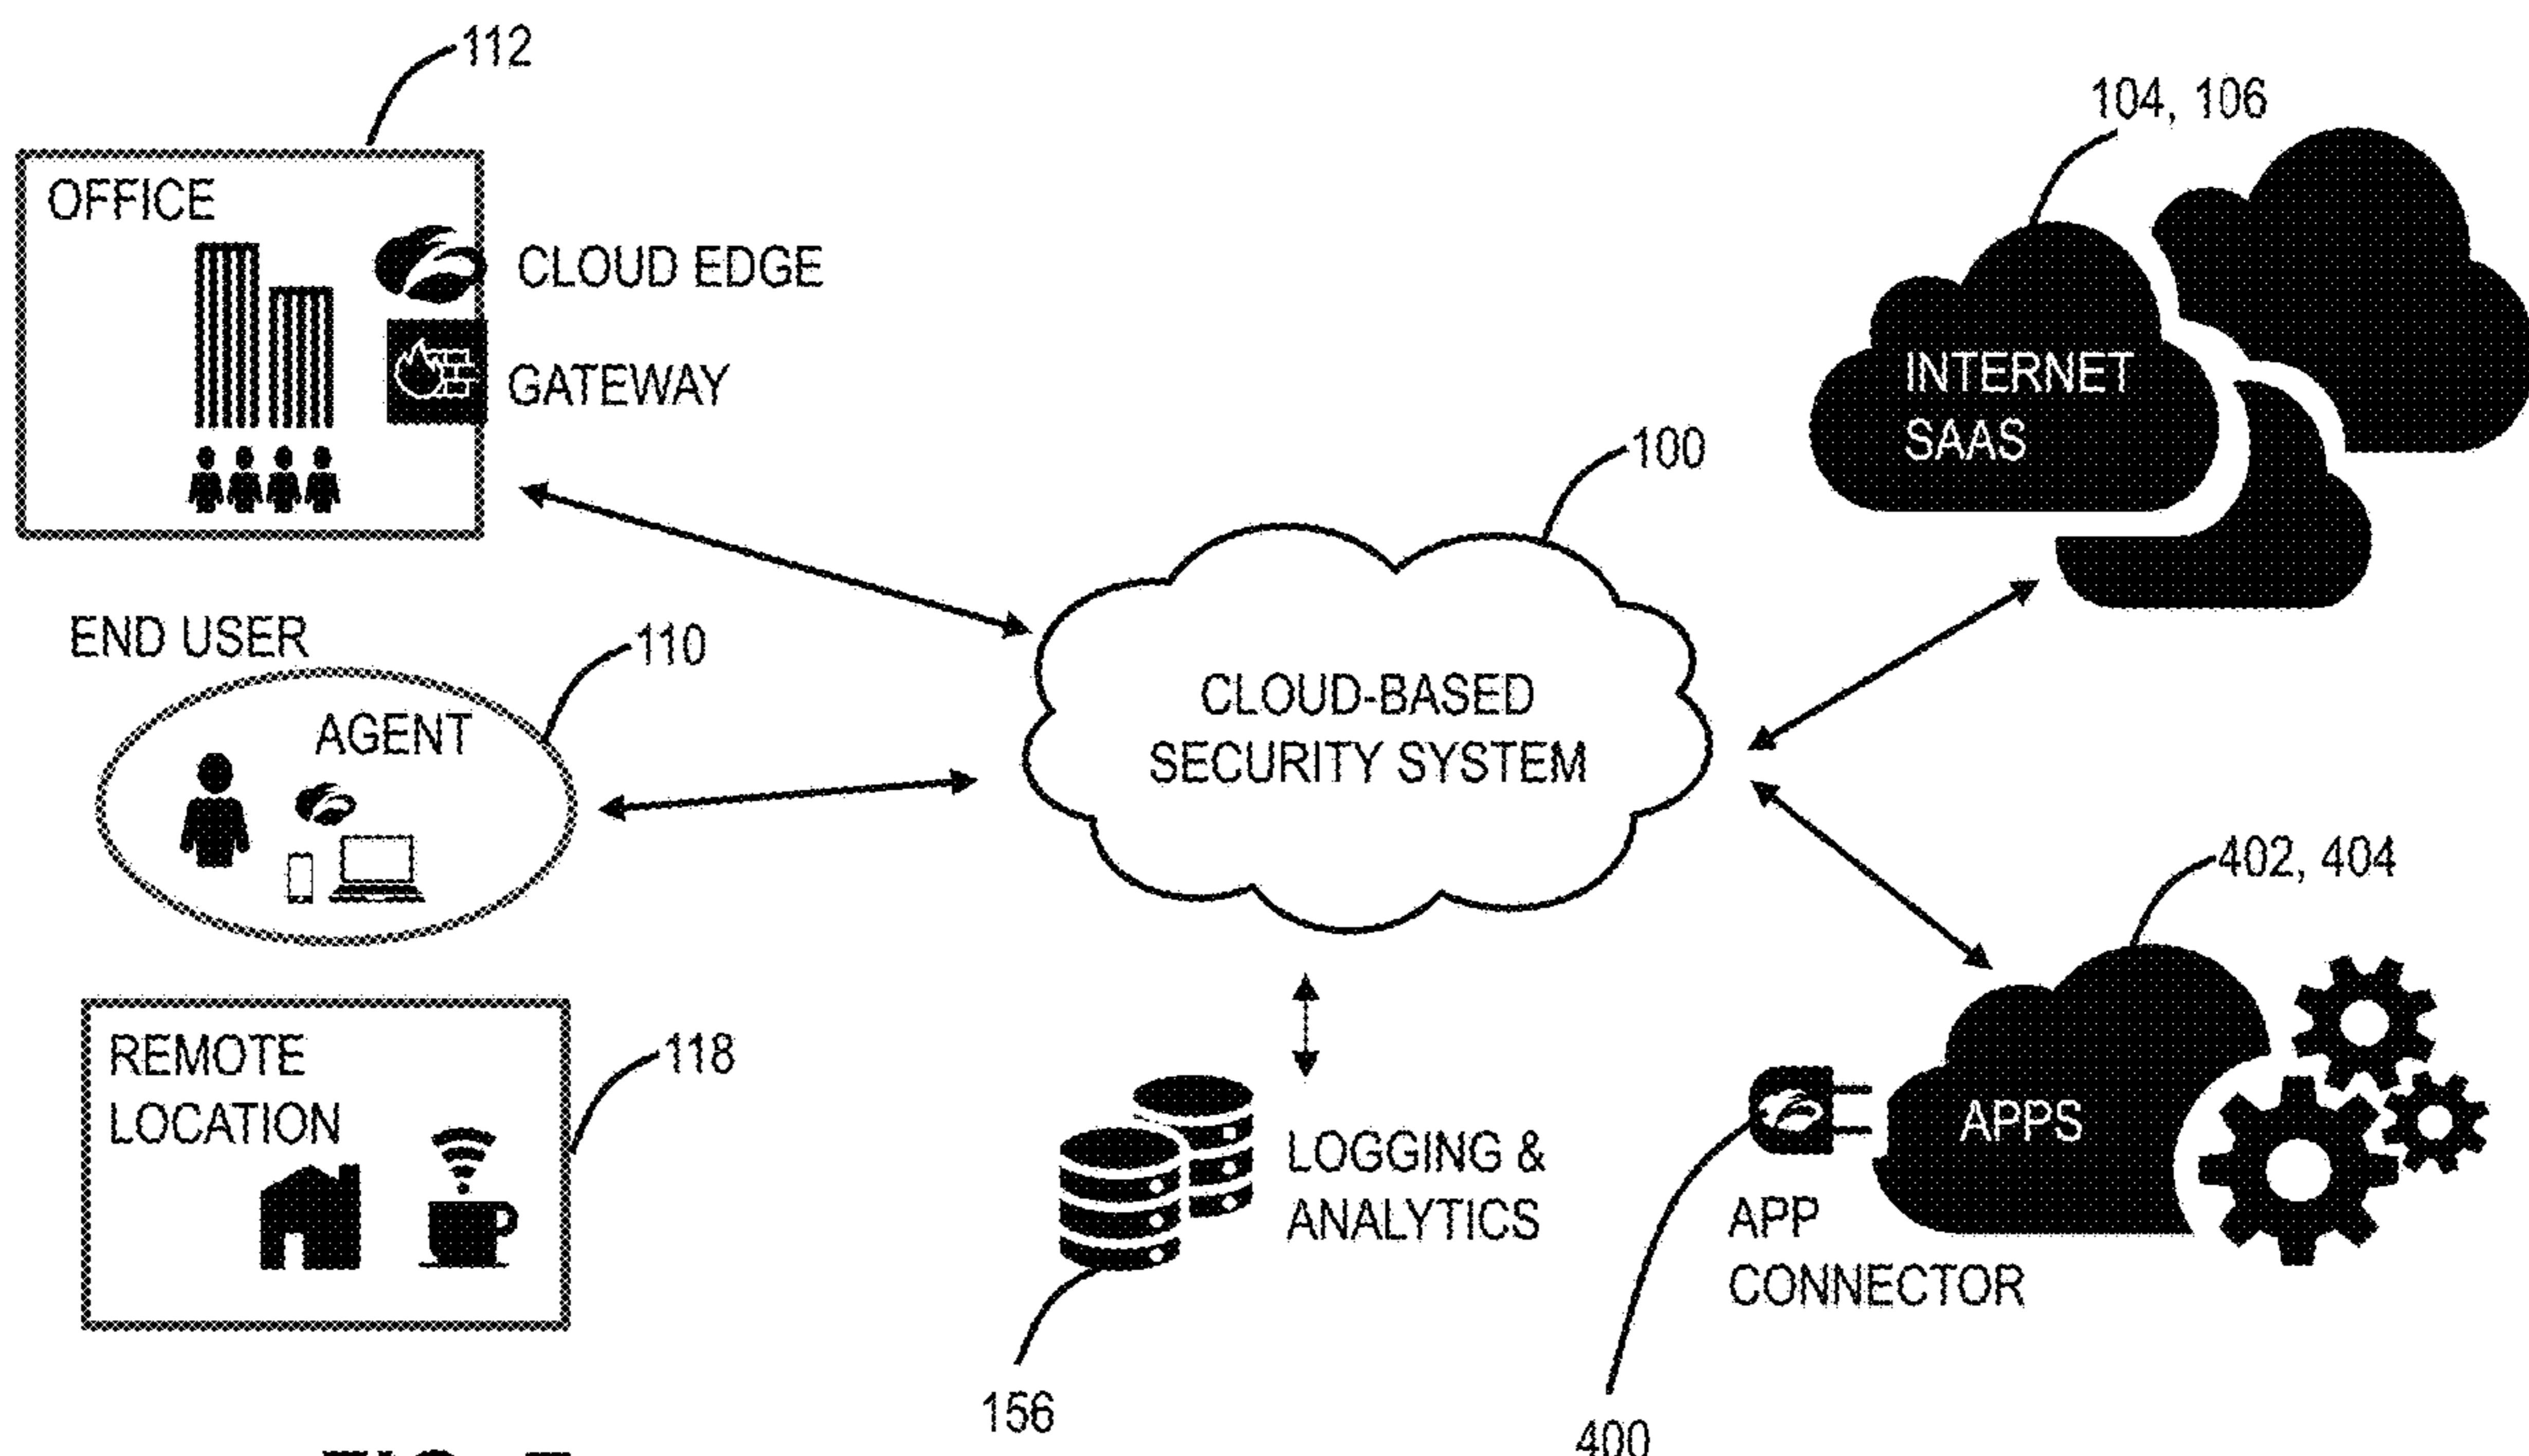 112
104, 106
OFFICE
CLOUD EDGE
GATEWAY
INTERNET
SAAS
100
END USER
110
AGENT
CLOUD-BASED
SECURITY SYSTEM
402, 404
REMOTE
LOCATION
118
LOGGING &
ANALYTICS
APPS
APP
CONNECTOR
156
400